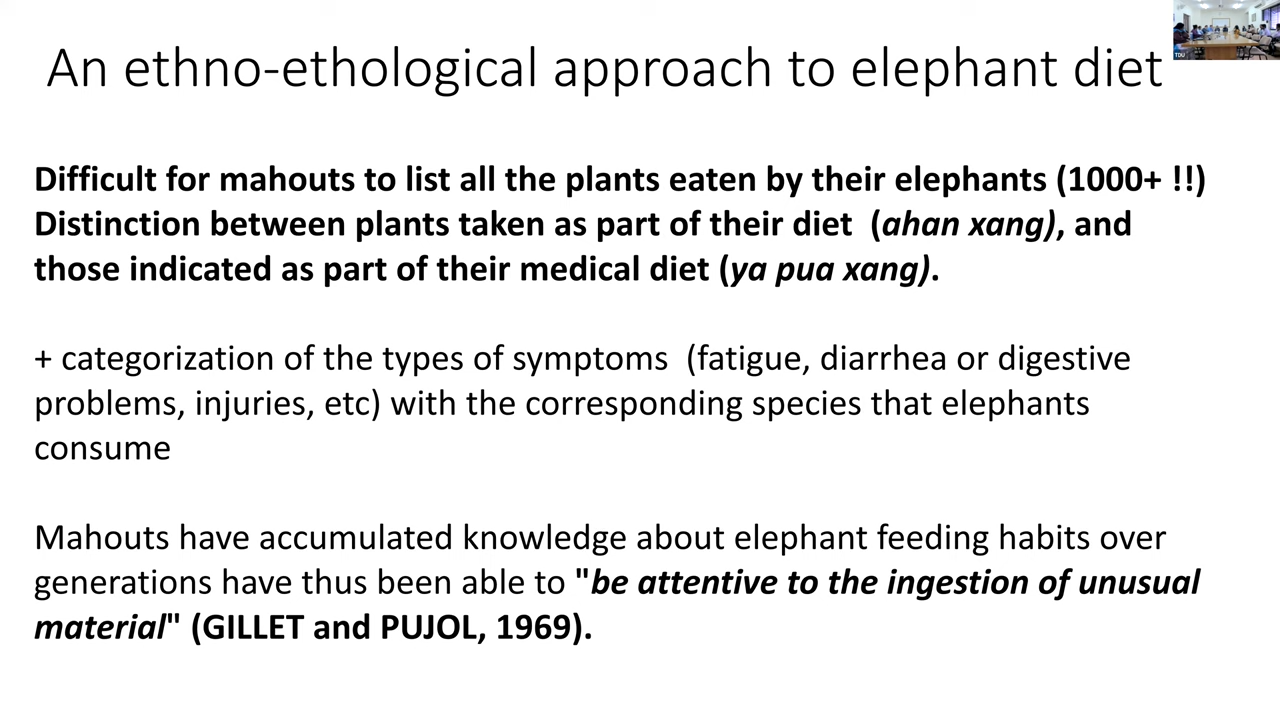 An ethno-ethological approach to elephant diet
TDU
Difficult for mahouts to list all the plants eaten by their elephants (1000+ !!)
Distinction between plants taken as part of their diet (ahan xang), and
those indicated as part of their medical diet (ya pua xang).
+ categorization of the types of symptoms (fatigue, diarrhea or digestive
problems, injuries, etc) with the corresponding species that elephants
consume
Mahouts have accumulated knowledge about elephant feeding habits over
generations have thus been able to "be attentive to the ingestion of unusual
material" (GILLET and PUJOL, 1969).